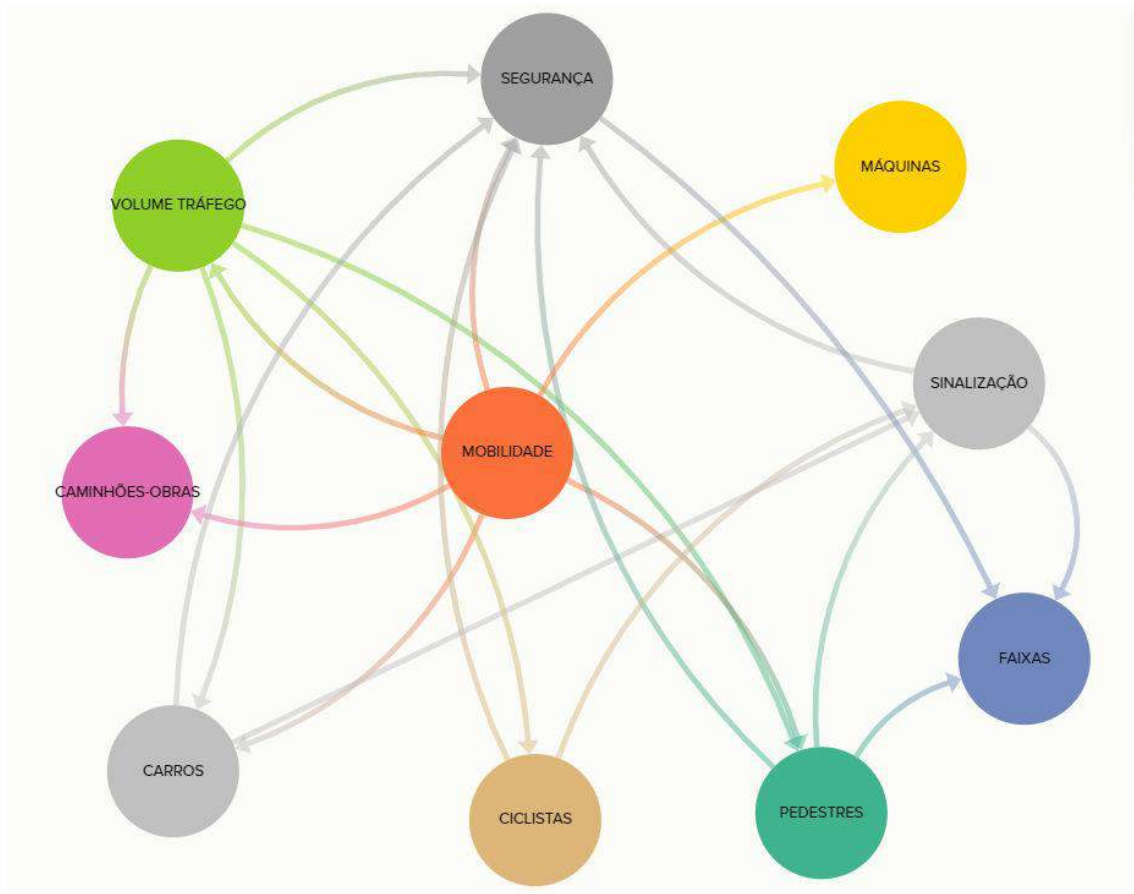 SEGURANÇA
MÁQUINAS
VOLUME TRÁFEGO
SINALIZAÇÃO
MOBILIDADE
CAMINHÕES-OBRAS
FAIXAS
CARROS
CICLISTAS
PEDESTRES